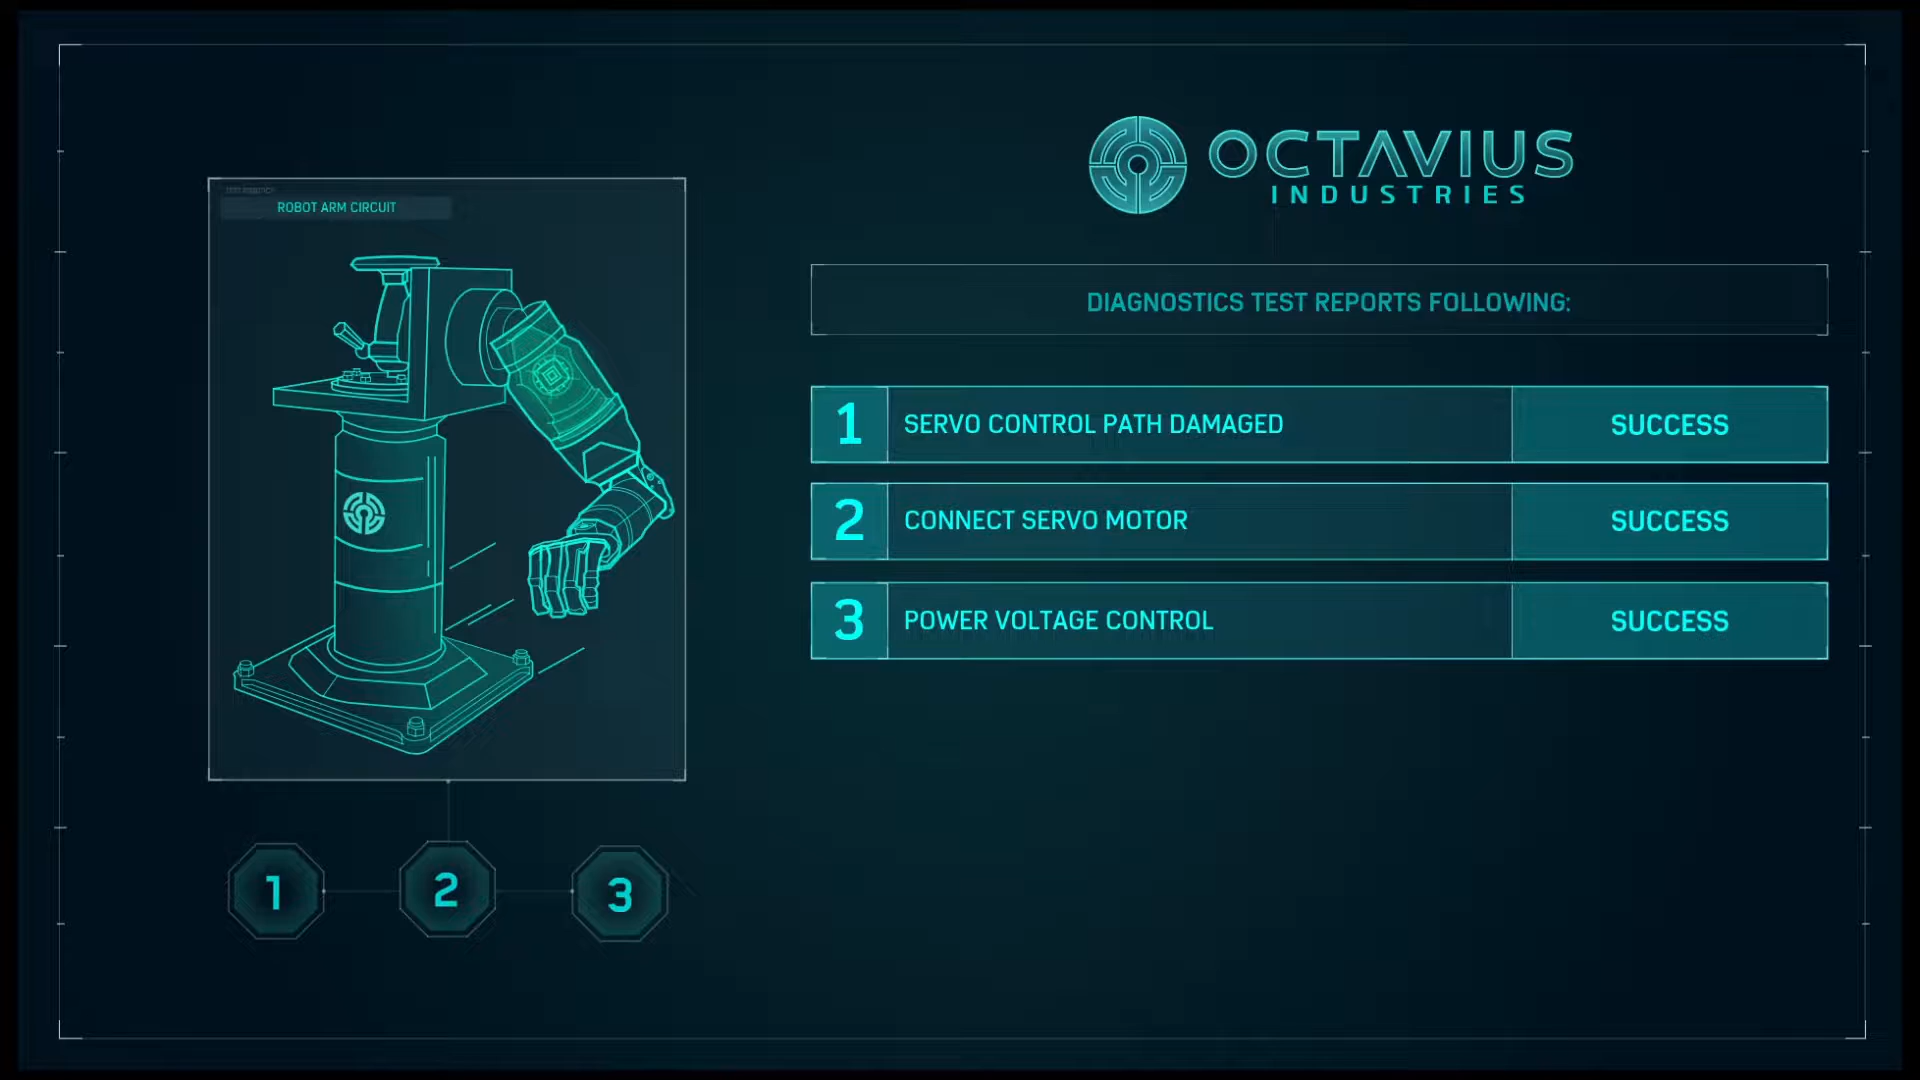 ROBOT ARM CIRCUIT
1
2
3
OCTAVIUS
INDUSTRIES
DIAGNOSTICS TEST REPORTS FOLLOWING:
1 SERVO CONTROL PATH DAMAGED SUCCESS
2 CONNECT SERVO MOTOR SUCCESS
3 POWER VOLTAGE CONTROL SUCCESS